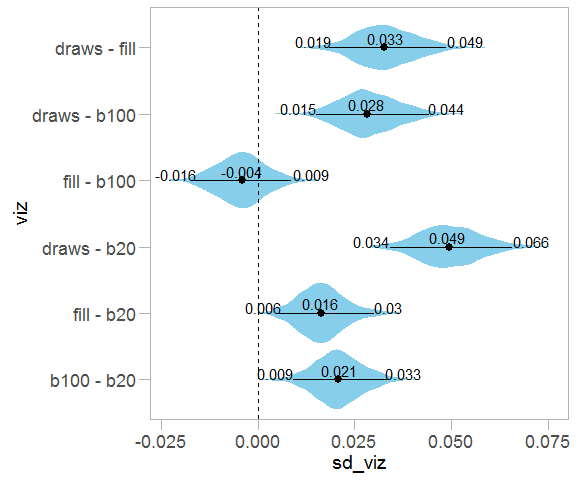 draws - fill
0.019 0.033 0.049
draws - b100
0.015 0.028 0.044
fill - b100
-0.016 -0.004 0.009
viz
draws - b20
0.034 0.049 0.066
fill - b20
0.006 0.016 0.03
b100 - b20
0.009 0.021 0.033
-0.025 0.000 0.025 0.050 0.075
sd_viz